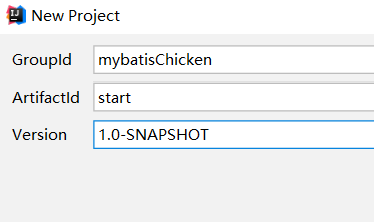 New Project
GroupId mybatisChicken
ArtifactId start
Version 1.0-SNAPSHOT